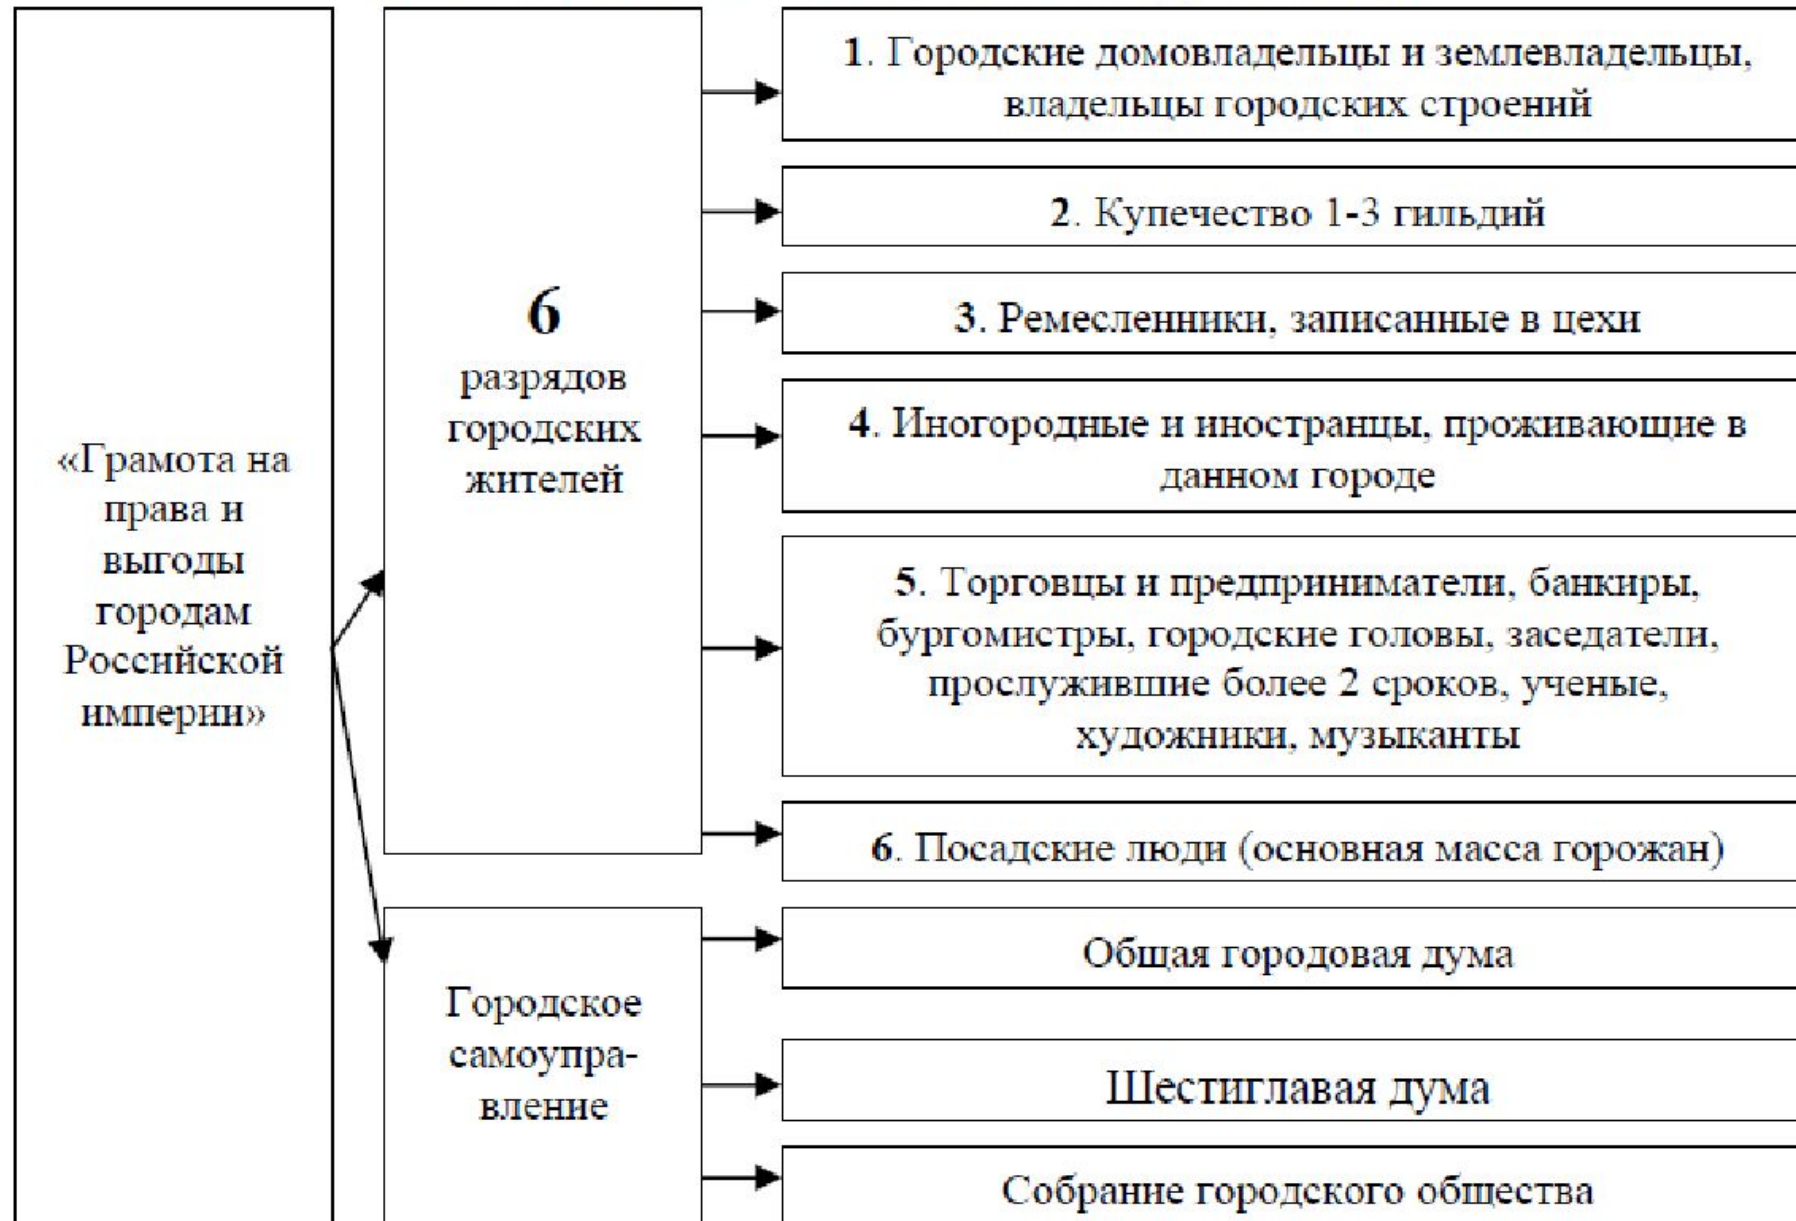 «Грамота на
права и
выгоды
городам
Российской
империи»
6
разрядов
городских
жителей
1. Городские домовладельцы и землевладельцы,
владельцы городских строений
2. Купечество 1-3 гильдий
3. Ремесленники, записанные в цехи
4. Иногородные и иностранцы, проживающие в
данном городе
5. Торговцы и предприниматели, банкиры,
бургомистры, городские головы, заседатели,
прослужившие более 2 сроков, ученые,
художники, музыканты
6. Посадские люди (основная масса горожан)
Городское
самоупра-
вление
Общая городовая дума
Шестиглавая дума
Собрание городского общества